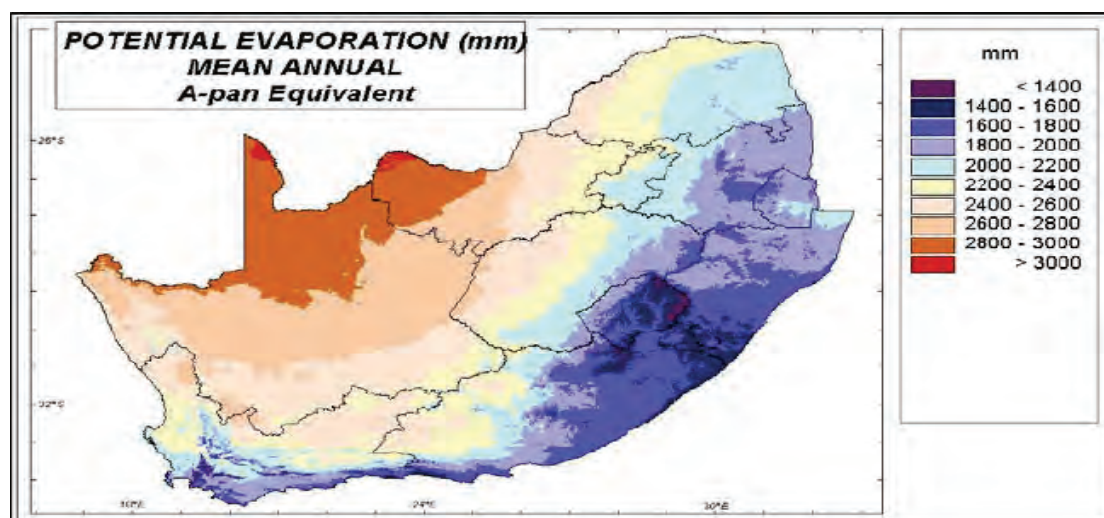 POTENTIAL EVAPORATION (mm)
MEAN ANNUAL
A-pan Equivalent
mm
< 1400
1400 - 1600
1600 - 1800
1800 - 2000
2000 - 2200
2200 - 2400
2400 - 2600
2600 - 2800
2800 - 3000
> 3000
26°S
32°S
24°E
30°E